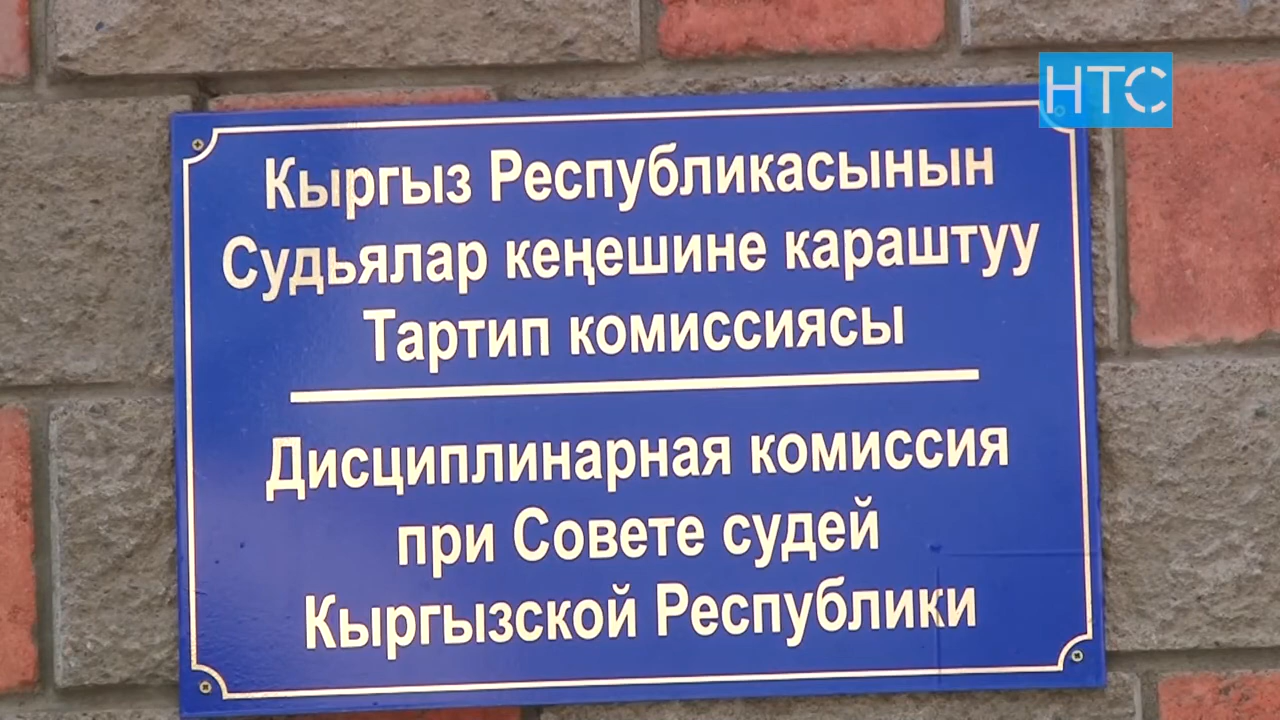 НТС
Кыргыз Республикасынын
Судьялар кеңешине караштуу
Тартип комиссиясы
Дисциплинарная комиссия
при Совете судей
Кыргызской Республики